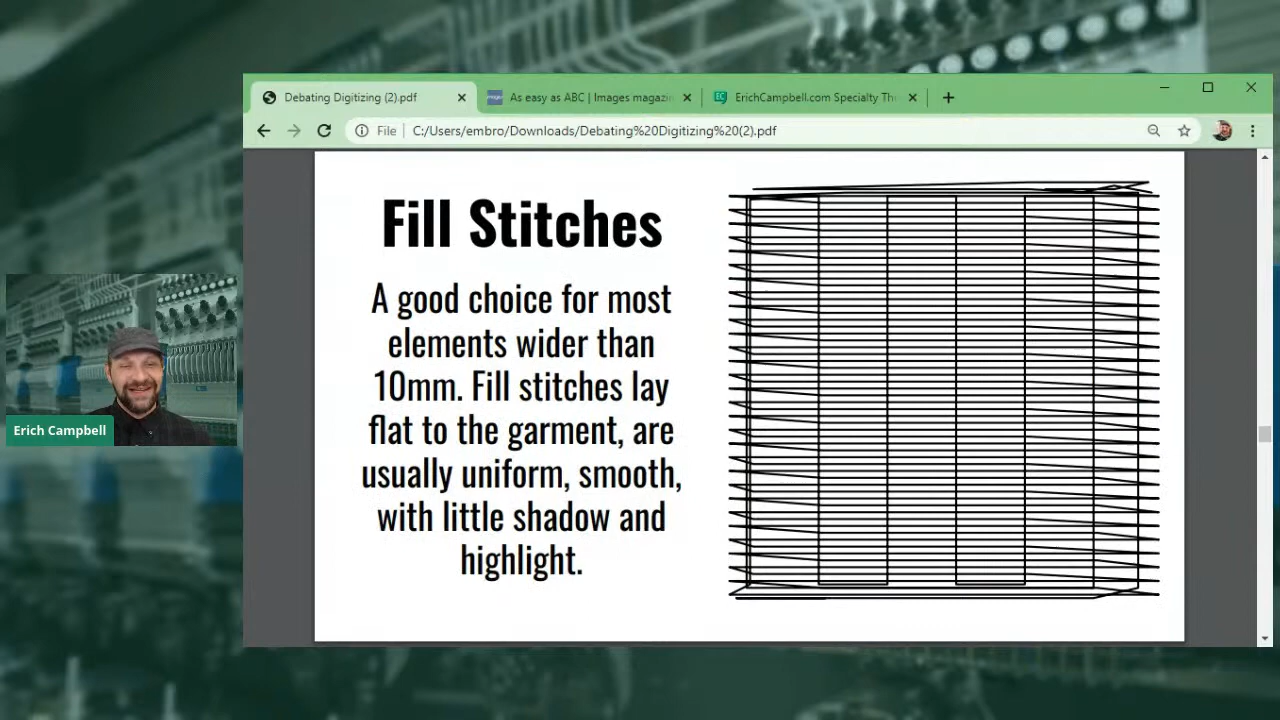 Debating Digitizing (2).pdf
As easy as ABC | Images magazin
ErichCampbell.com Specialty Th
File
C:/Users/embro/Downloads/Debating%20Digitizing%20(2).pdf
Fill Stitches
A good choice for most
elements wider than
10mm. Fill stitches lay
flat to the garment, are
usually uniform, smooth,
with little shadow and
highlight.
Erich Campbell